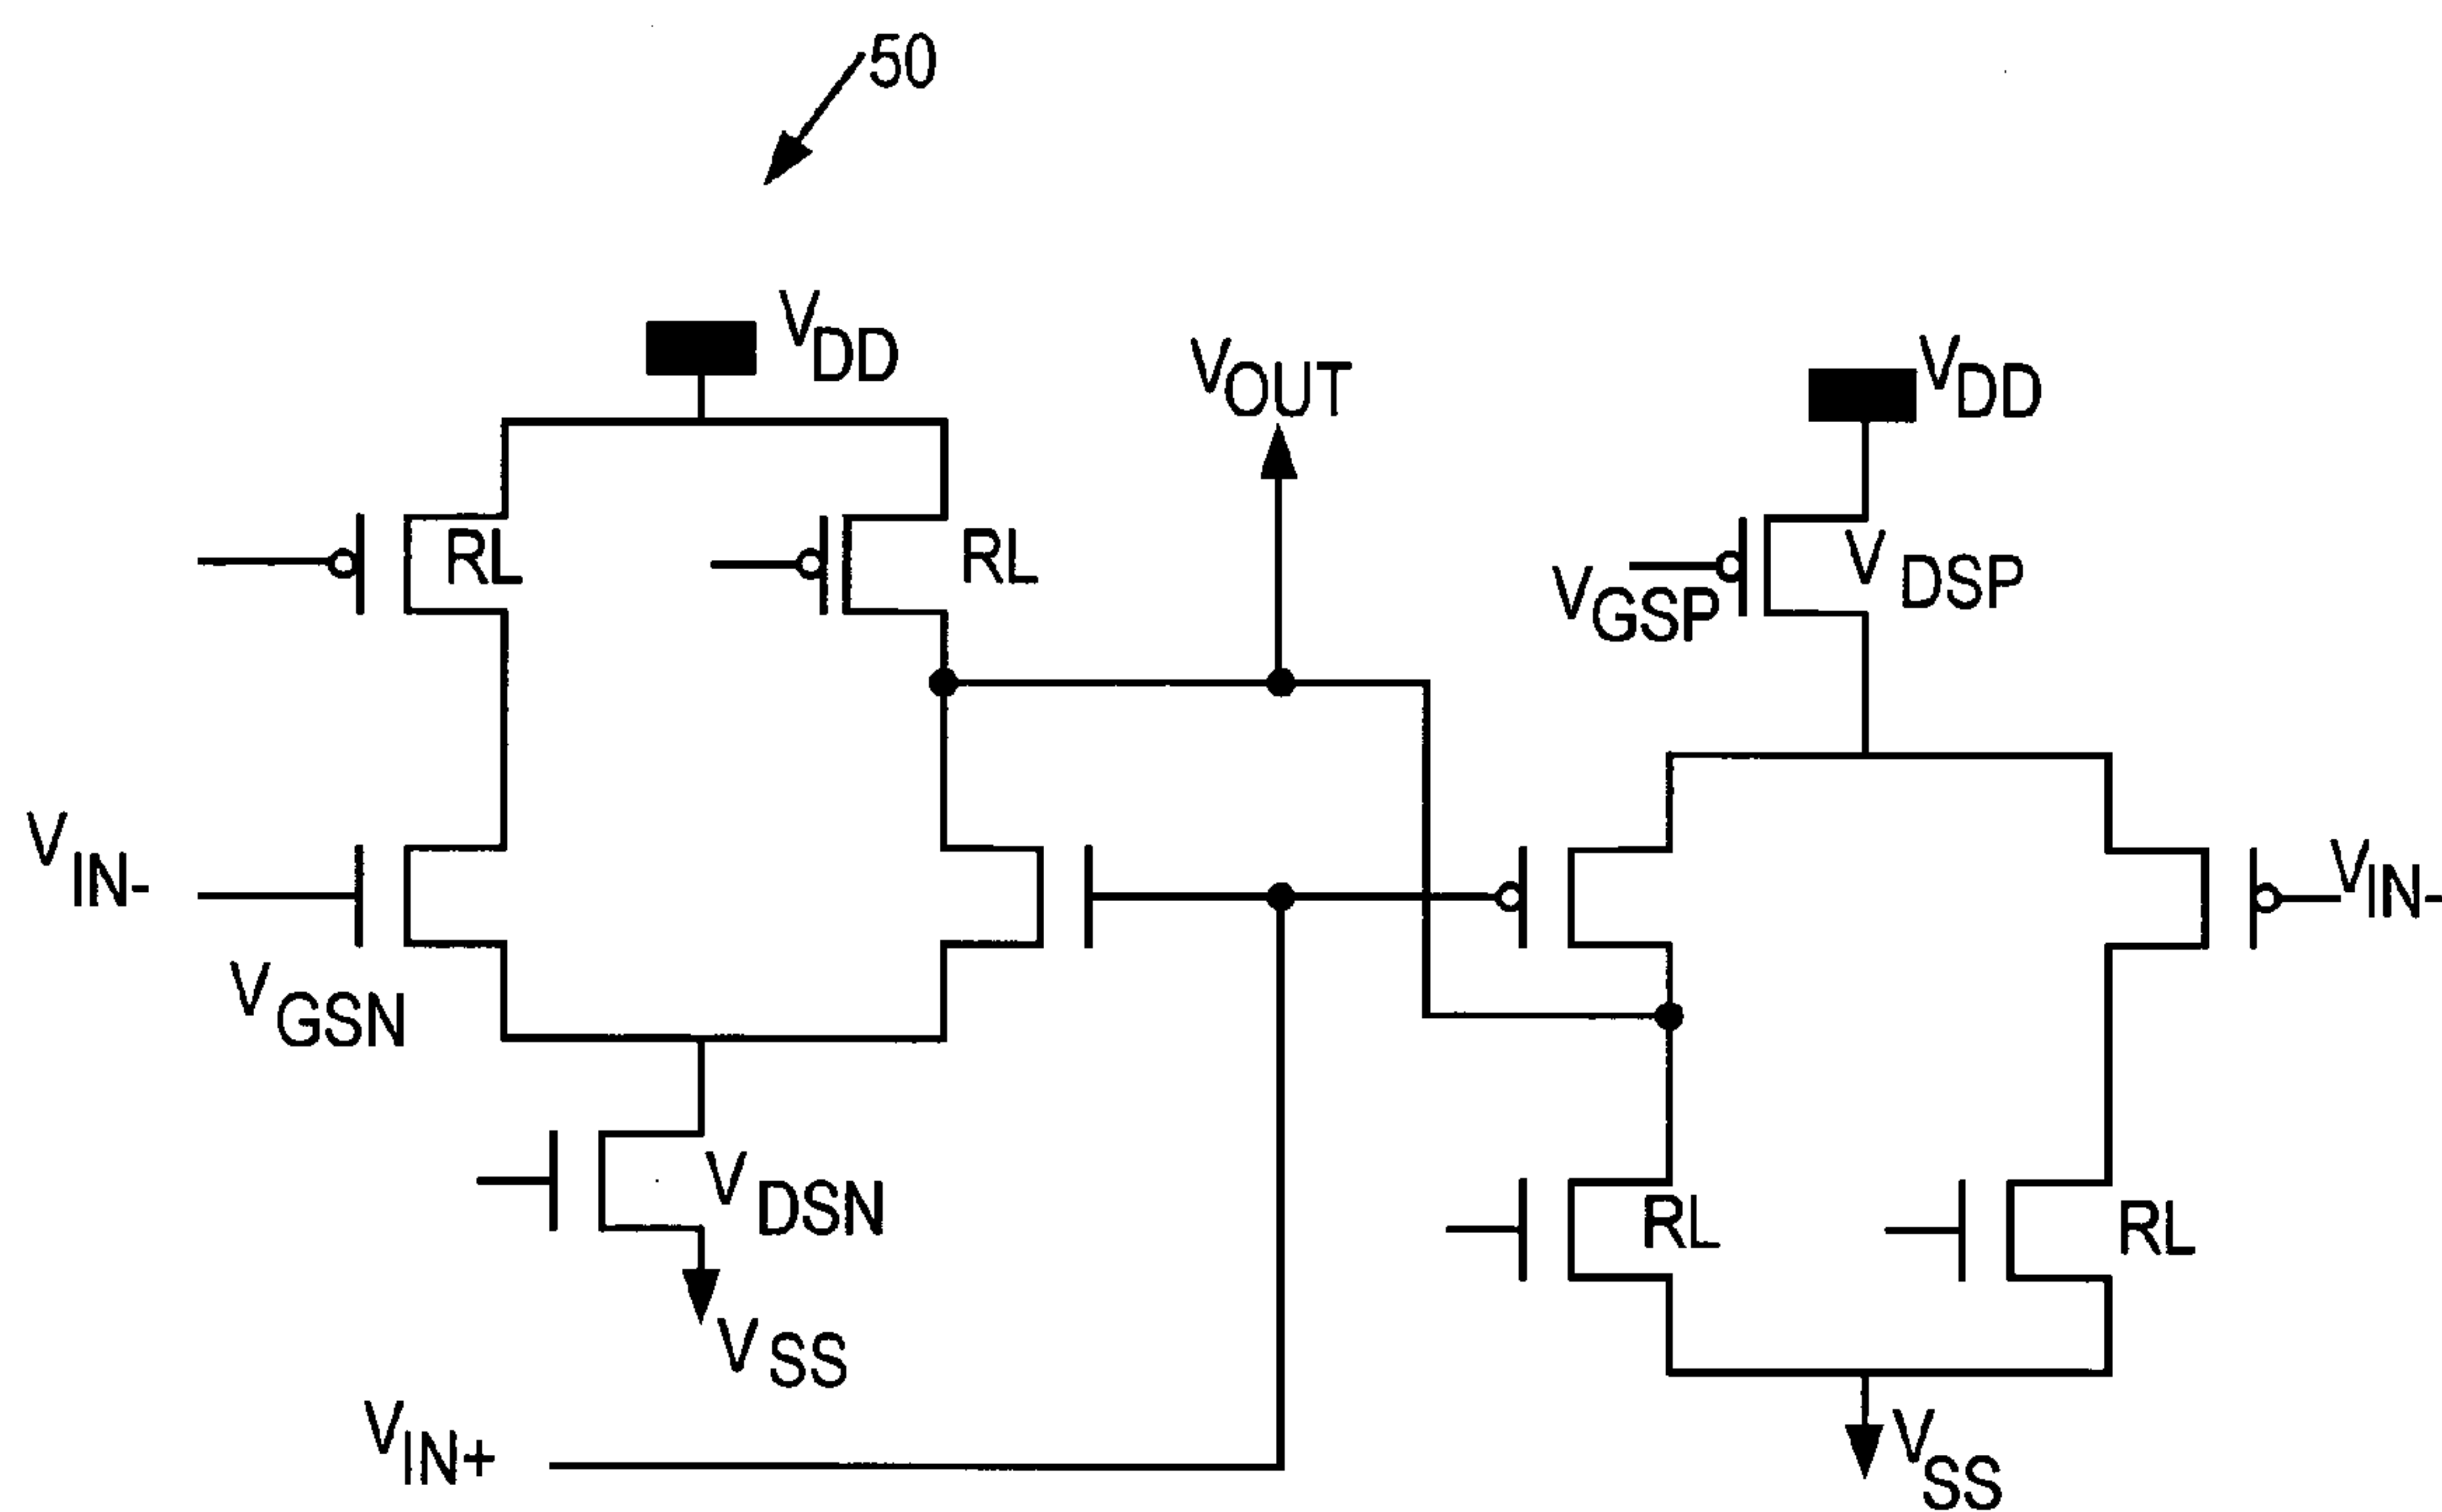 50
VDD
VOUT
VDD
RL
RL
VGSP
VDSP
VIN-
VIN-
VGSN
VDSN
RL
RL
VSS
VIN+
VSS